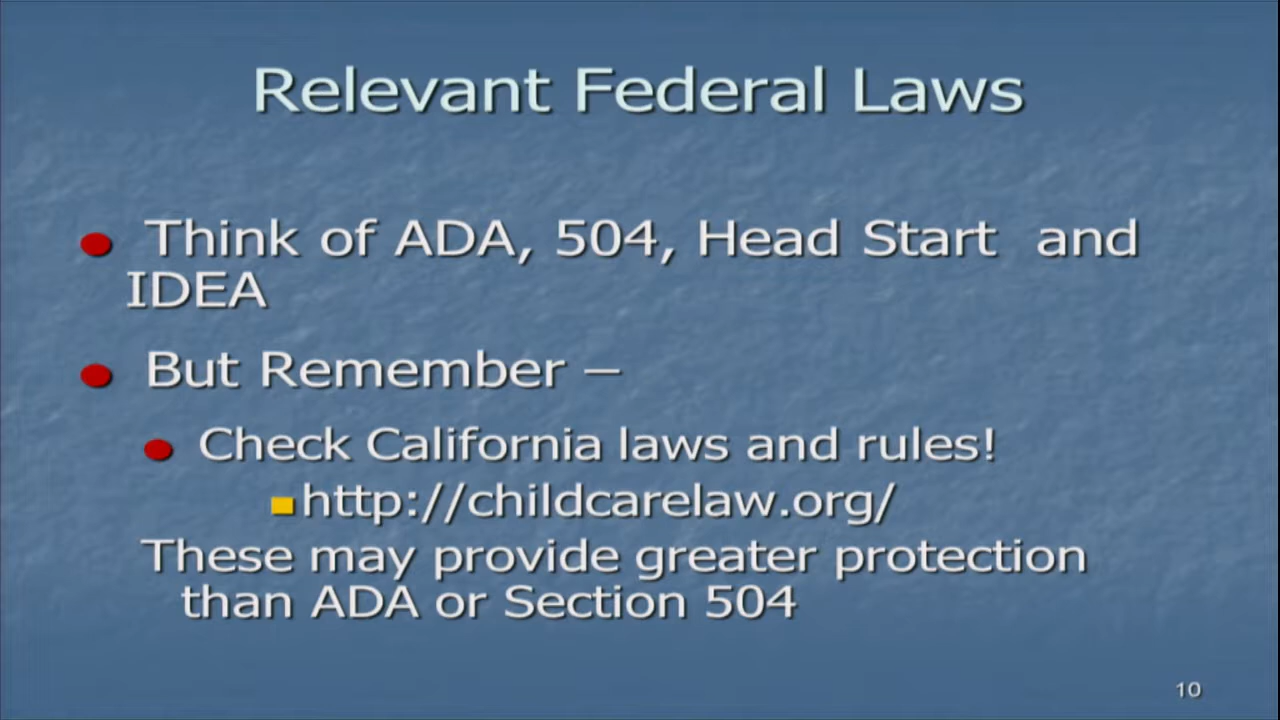 Relevant Federal Laws
Think of ADA, 504, Head Start and
IDEA
But Remember –
Check California laws and rules!
http://childcarelaw.org/
These may provide greater protection
than ADA or Section 504
10